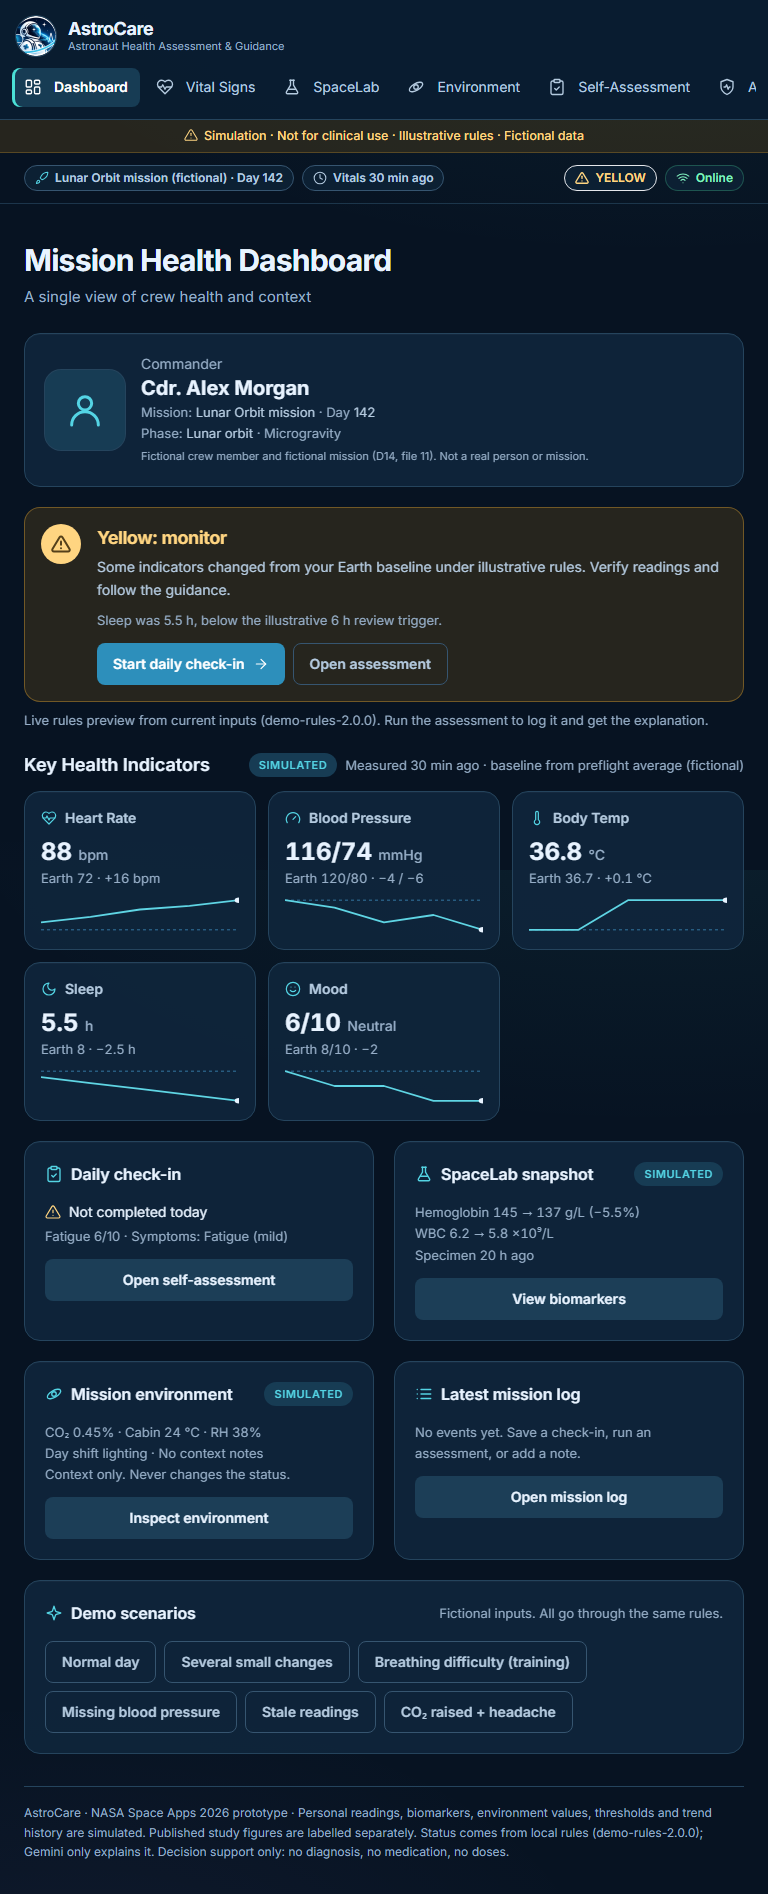 AstroCare
Astronaut Health Assessment & Guidance
Dashboard
Vital Signs
SpaceLab
Environment
Self-Assessment
A
Simulation · Not for clinical use · Illustrative rules · Fictional data
Lunar Orbit mission (fictional) · Day 142
Vitals 30 min ago
YELLOW
Online
Mission Health Dashboard
A single view of crew health and context
Commander
Cdr. Alex Morgan
Mission: Lunar Orbit mission · Day 142
Phase: Lunar orbit · Microgravity
Fictional crew member and fictional mission (D14, file 11). Not a real person or mission.
Yellow: monitor
Some indicators changed from your Earth baseline under illustrative rules. Verify readings and
follow the guidance.
Sleep was 5.5 h, below the illustrative 6 h review trigger.
Start daily check-in →
Open assessment
Live rules preview from current inputs (demo-rules-2.0.0). Run the assessment to log it and get the explanation.
Key Health Indicators
SIMULATED
Measured 30 min ago · baseline from preflight average (fictional)
Heart Rate
88 bpm
Earth 72 · +16 bpm
Blood Pressure
116/74 mmHg
Earth 120/80 · −4 / −6
Body Temp
36.8 °C
Earth 36.7 · +0.1 °C
Sleep
5.5 h
Earth 8 · −2.5 h
Mood
6/10 Neutral
Earth 8/10 · −2
Daily check-in
Not completed today
Fatigue 6/10 · Symptoms: Fatigue (mild)
Open self-assessment
SpaceLab snapshot
SIMULATED
Hemoglobin 145 → 137 g/L (−5.5%)
WBC 6.2 → 5.8 ×10⁹/L
Specimen 20 h ago
View biomarkers
Mission environment
SIMULATED
CO₂ 0.45% · Cabin 24 °C · RH 38%
Day shift lighting · No context notes
Context only. Never changes the status.
Inspect environment
Latest mission log
No events yet. Save a check-in, run an
assessment, or add a note.
Open mission log
Demo scenarios
Fictional inputs. All go through the same rules.
Normal day
Several small changes
Breathing difficulty (training)
Missing blood pressure
Stale readings
CO₂ raised + headache
AstroCare · NASA Space Apps 2026 prototype · Personal readings, biomarkers, environment values, thresholds and trend
history are simulated. Published study figures are labelled separately. Status comes from local rules (demo-rules-2.0.0);
Gemini only explains it. Decision support only: no diagnosis, no medication, no doses.